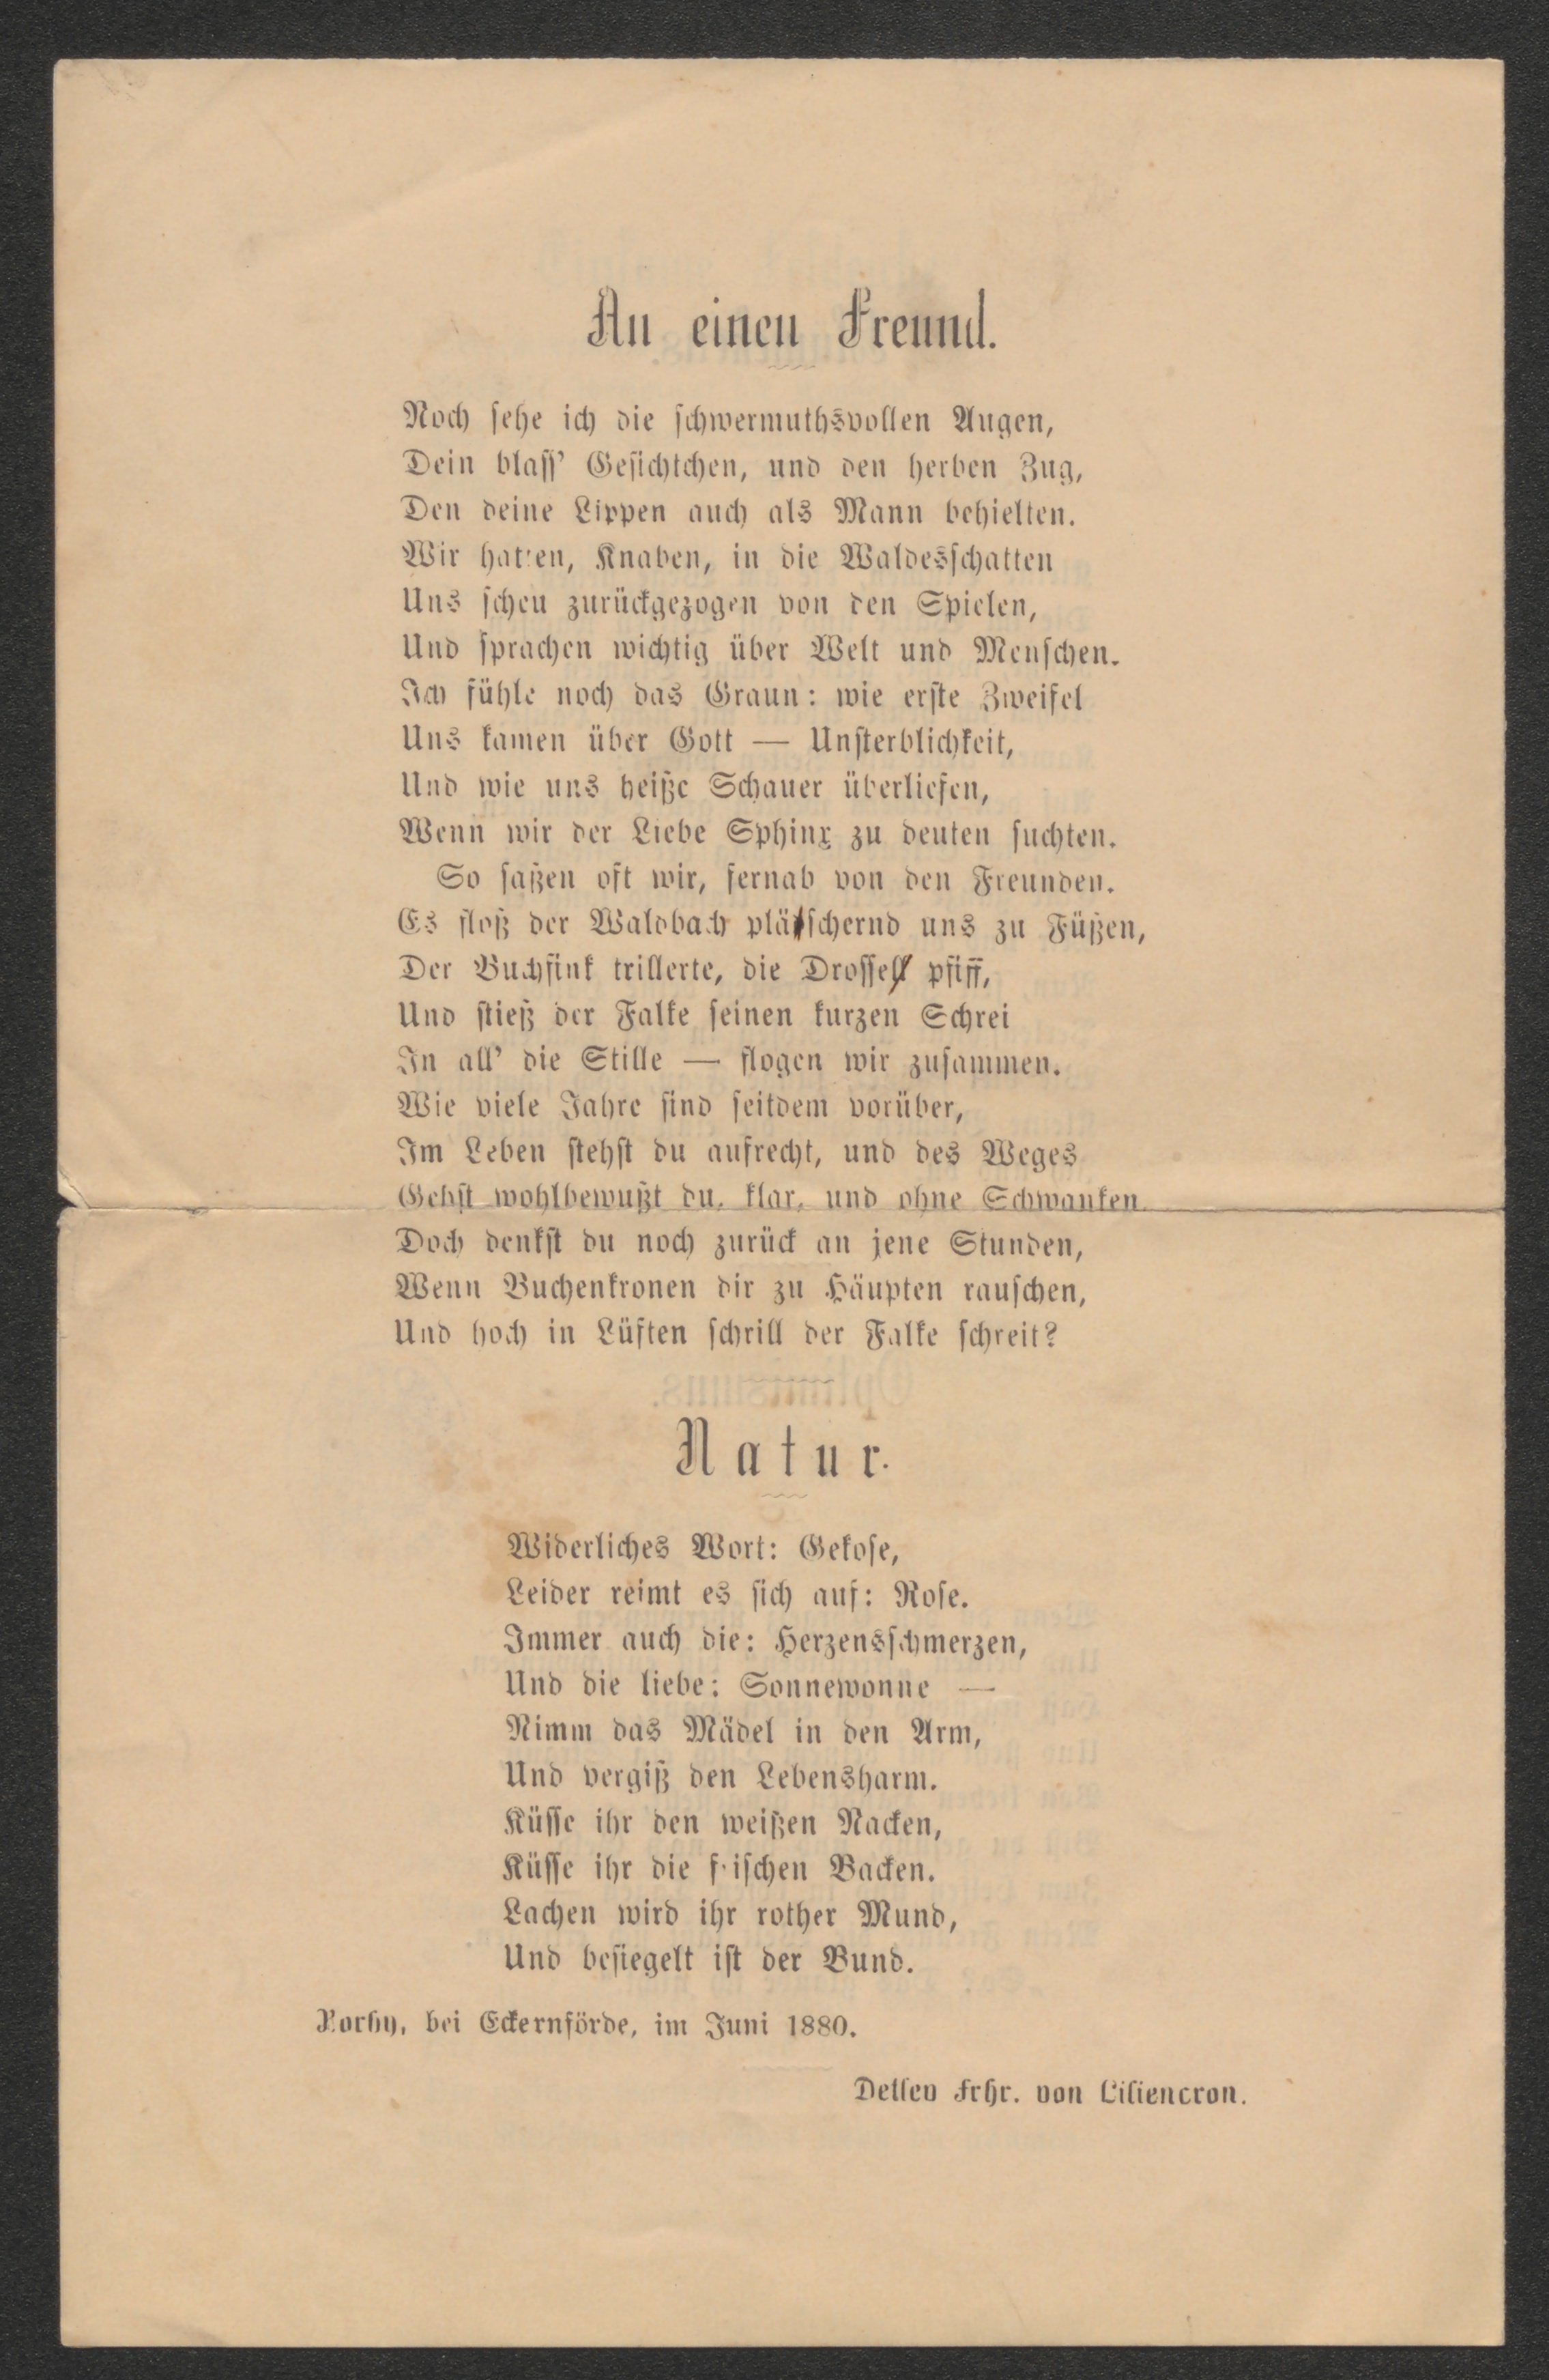 An einen Freund.
Noch sehe ich die schwermuthsvollen Augen,
Dein blass' Gesichtchen, und den herben Zug,
Den deine Lippen auch als Mann behielten.
Wir hatten, Knaben, in die Waldesschatten
Uns scheu zurückgezogen von den Spielen,
Und sprachen wichtig über Welt und Menschen.
Ich fühle noch das Graun: wie erste Zweifel
Uns kamen über Gott — Unsterblichkeit,
Und wie uns heiße Schauer überliefen,
Wenn wir der Liebe Sphinx zu deuten suchten.
So saßen oft wir, fernab von den Freunden.
Es floß der Waldbach plätschernd uns zu Füßen,
Der Buchfink trillerte, die Drossel pfiff,
Und stieß der Falke seinen kurzen Schrei
In all' die Stille — flogen wir zusammen.
Wie viele Jahre sind seitdem vorüber,
Im Leben stehst du aufrecht, und des Weges
Gehst wohlbewußt du, klar, und ohne Schwanken.
Doch denkst du noch zurück an jene Stunden,
Wenn Buchenkronen dir zu Häupten rauschen,
Und hoch in Lüften schrill der Falke schreit?
Natur.
Widerliches Wort: Gekose,
Leider reimt es sich auf: Rose.
Immer auch die: Herzensschmerzen,
Und die liebe: Sonnewonne —
Nimm das Mädel in den Arm,
Und vergiß den Lebensharm.
Küsse ihr den weißen Nacken,
Küsse ihr die frischen Backen.
Lachen wird ihr rother Mund,
Und besiegelt ist der Bund.
Borby, bei Eckernförde, im Juni 1880.
Detlev Frhr. von Liliencron.